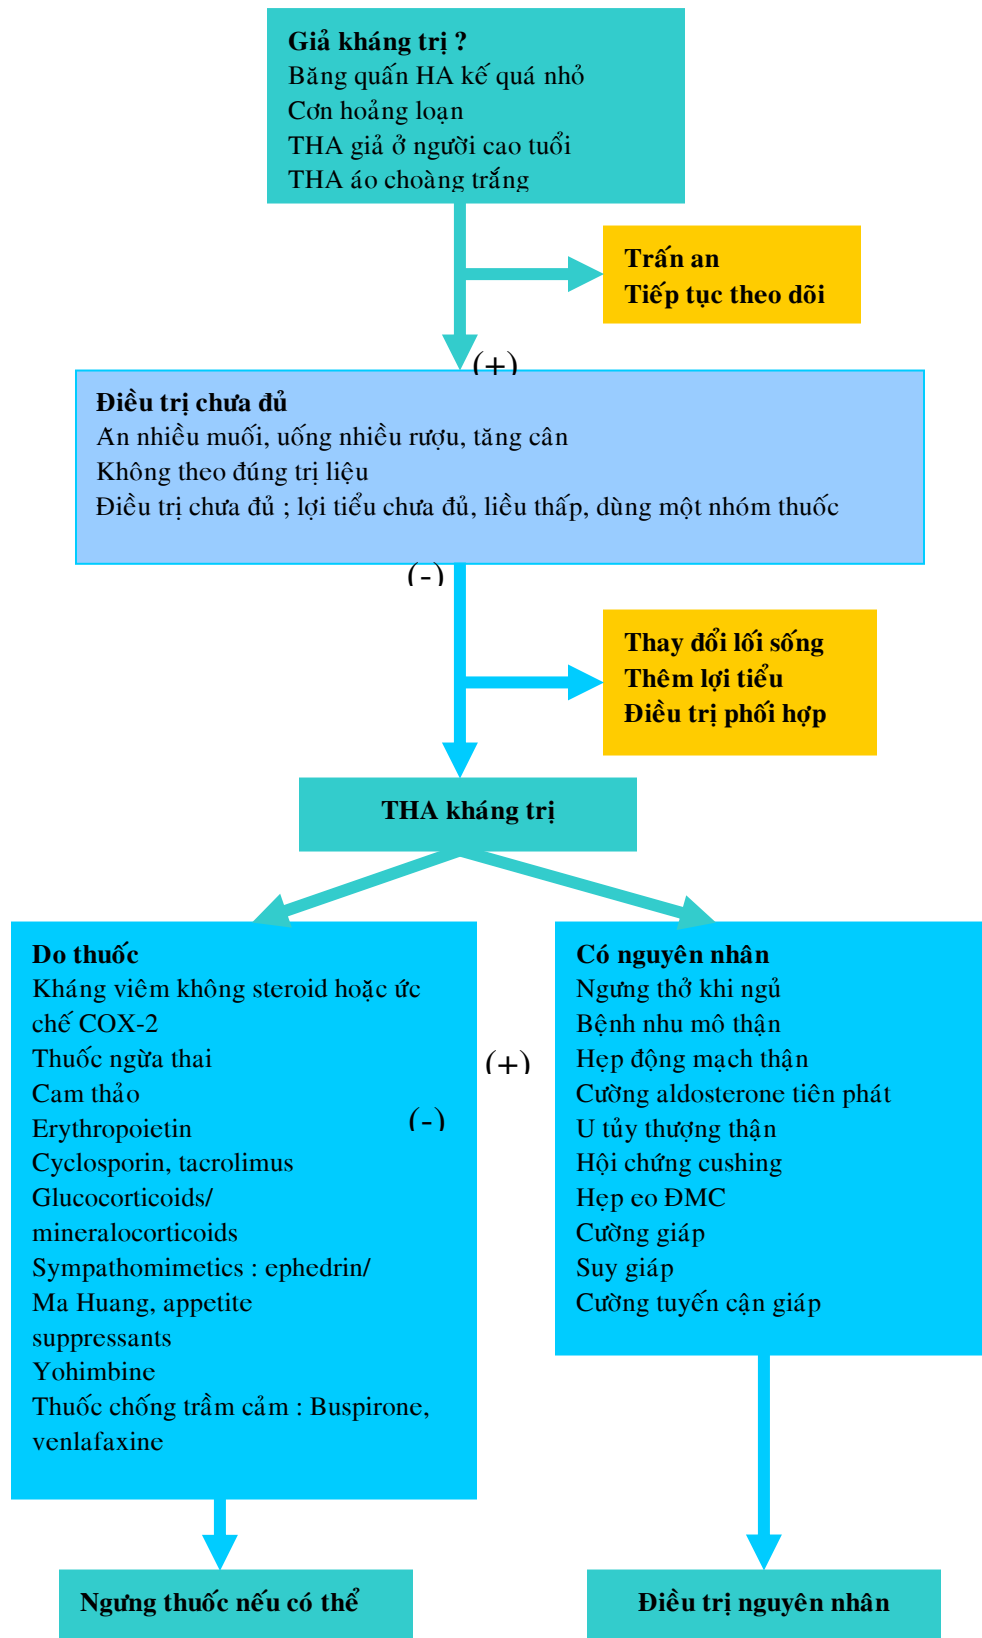 Giả kháng trị ?
Băng quấn HA kế quá nhỏ
Cơn hoảng loạn
THA giả ở người cao tuổi
THA áo choàng trắng
Trấn an
Tiếp tục theo dõi
(+)
Điều trị chưa đủ
Ăn nhiều muối, uống nhiều rượu, tăng cân
Không theo đúng trị liệu
Điều trị chưa đủ ; lợi tiểu chưa đủ, liều thấp, dùng một nhóm thuốc
(-)
Thay đổi lối sống
Thêm lợi tiểu
Điều trị phối hợp
THA kháng trị
Do thuốc
Kháng viêm không steroid hoặc ức
chế COX-2
Thuốc ngừa thai
Cam thảo
Erythropoietin
Cyclosporin, tacrolimus
Glucocorticoids/
mineralocorticoids
Sympathomimetics : ephedrin/
Ma Huang, appetite
suppressants
Yohimbine
Thuốc chống trầm cảm : Buspirone,
venlafaxine
(+)
(-)
Có nguyên nhân
Ngưng thở khi ngủ
Bệnh nhu mô thận
Hẹp động mạch thận
Cường aldosterone tiên phát
U tủy thượng thận
Hội chứng cushing
Hẹp eo ĐMC
Cường giáp
Suy giáp
Cường tuyến cận giáp
Ngưng thuốc nếu có thể
Điều trị nguyên nhân